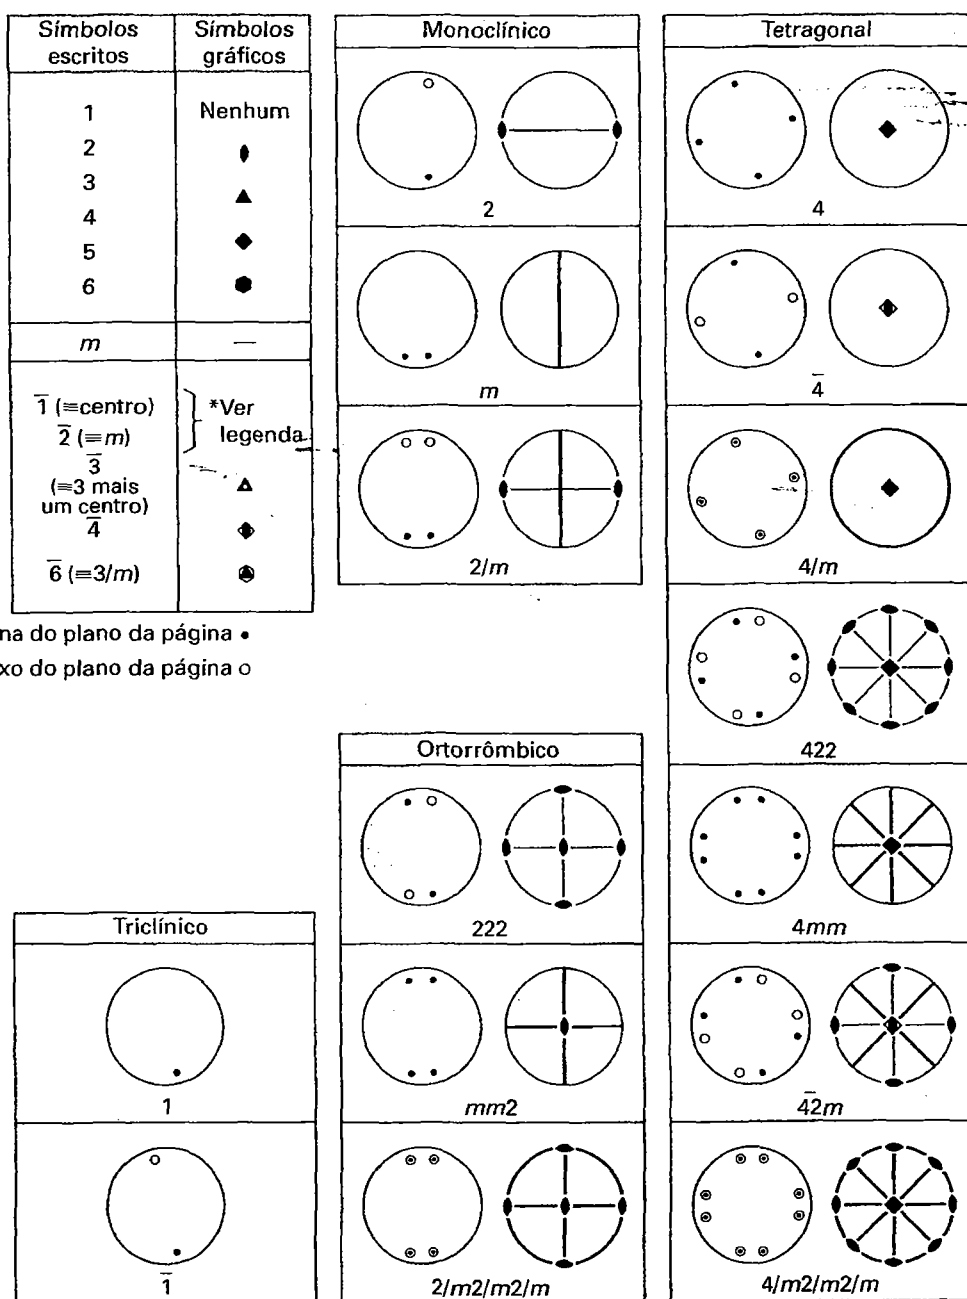 Símbolos escritos
Símbolos gráficos
1
Nenhum
2
3
4
5
6
m
—
1̅ (≡centro)
2̅ (≡m)
*Ver legenda
3̅
(≡3 mais
um centro)
4̅
6̅ (≡3/m)
na do plano da página •
xo do plano da página o
Triclínico
1
1̅
Monoclínico
2
m
2/m
Ortorrômbico
222
mm2
2/m2/m2/m
Tetragonal
4
4̅
4/m
422
4mm
4̅2m
4/m2/m2/m